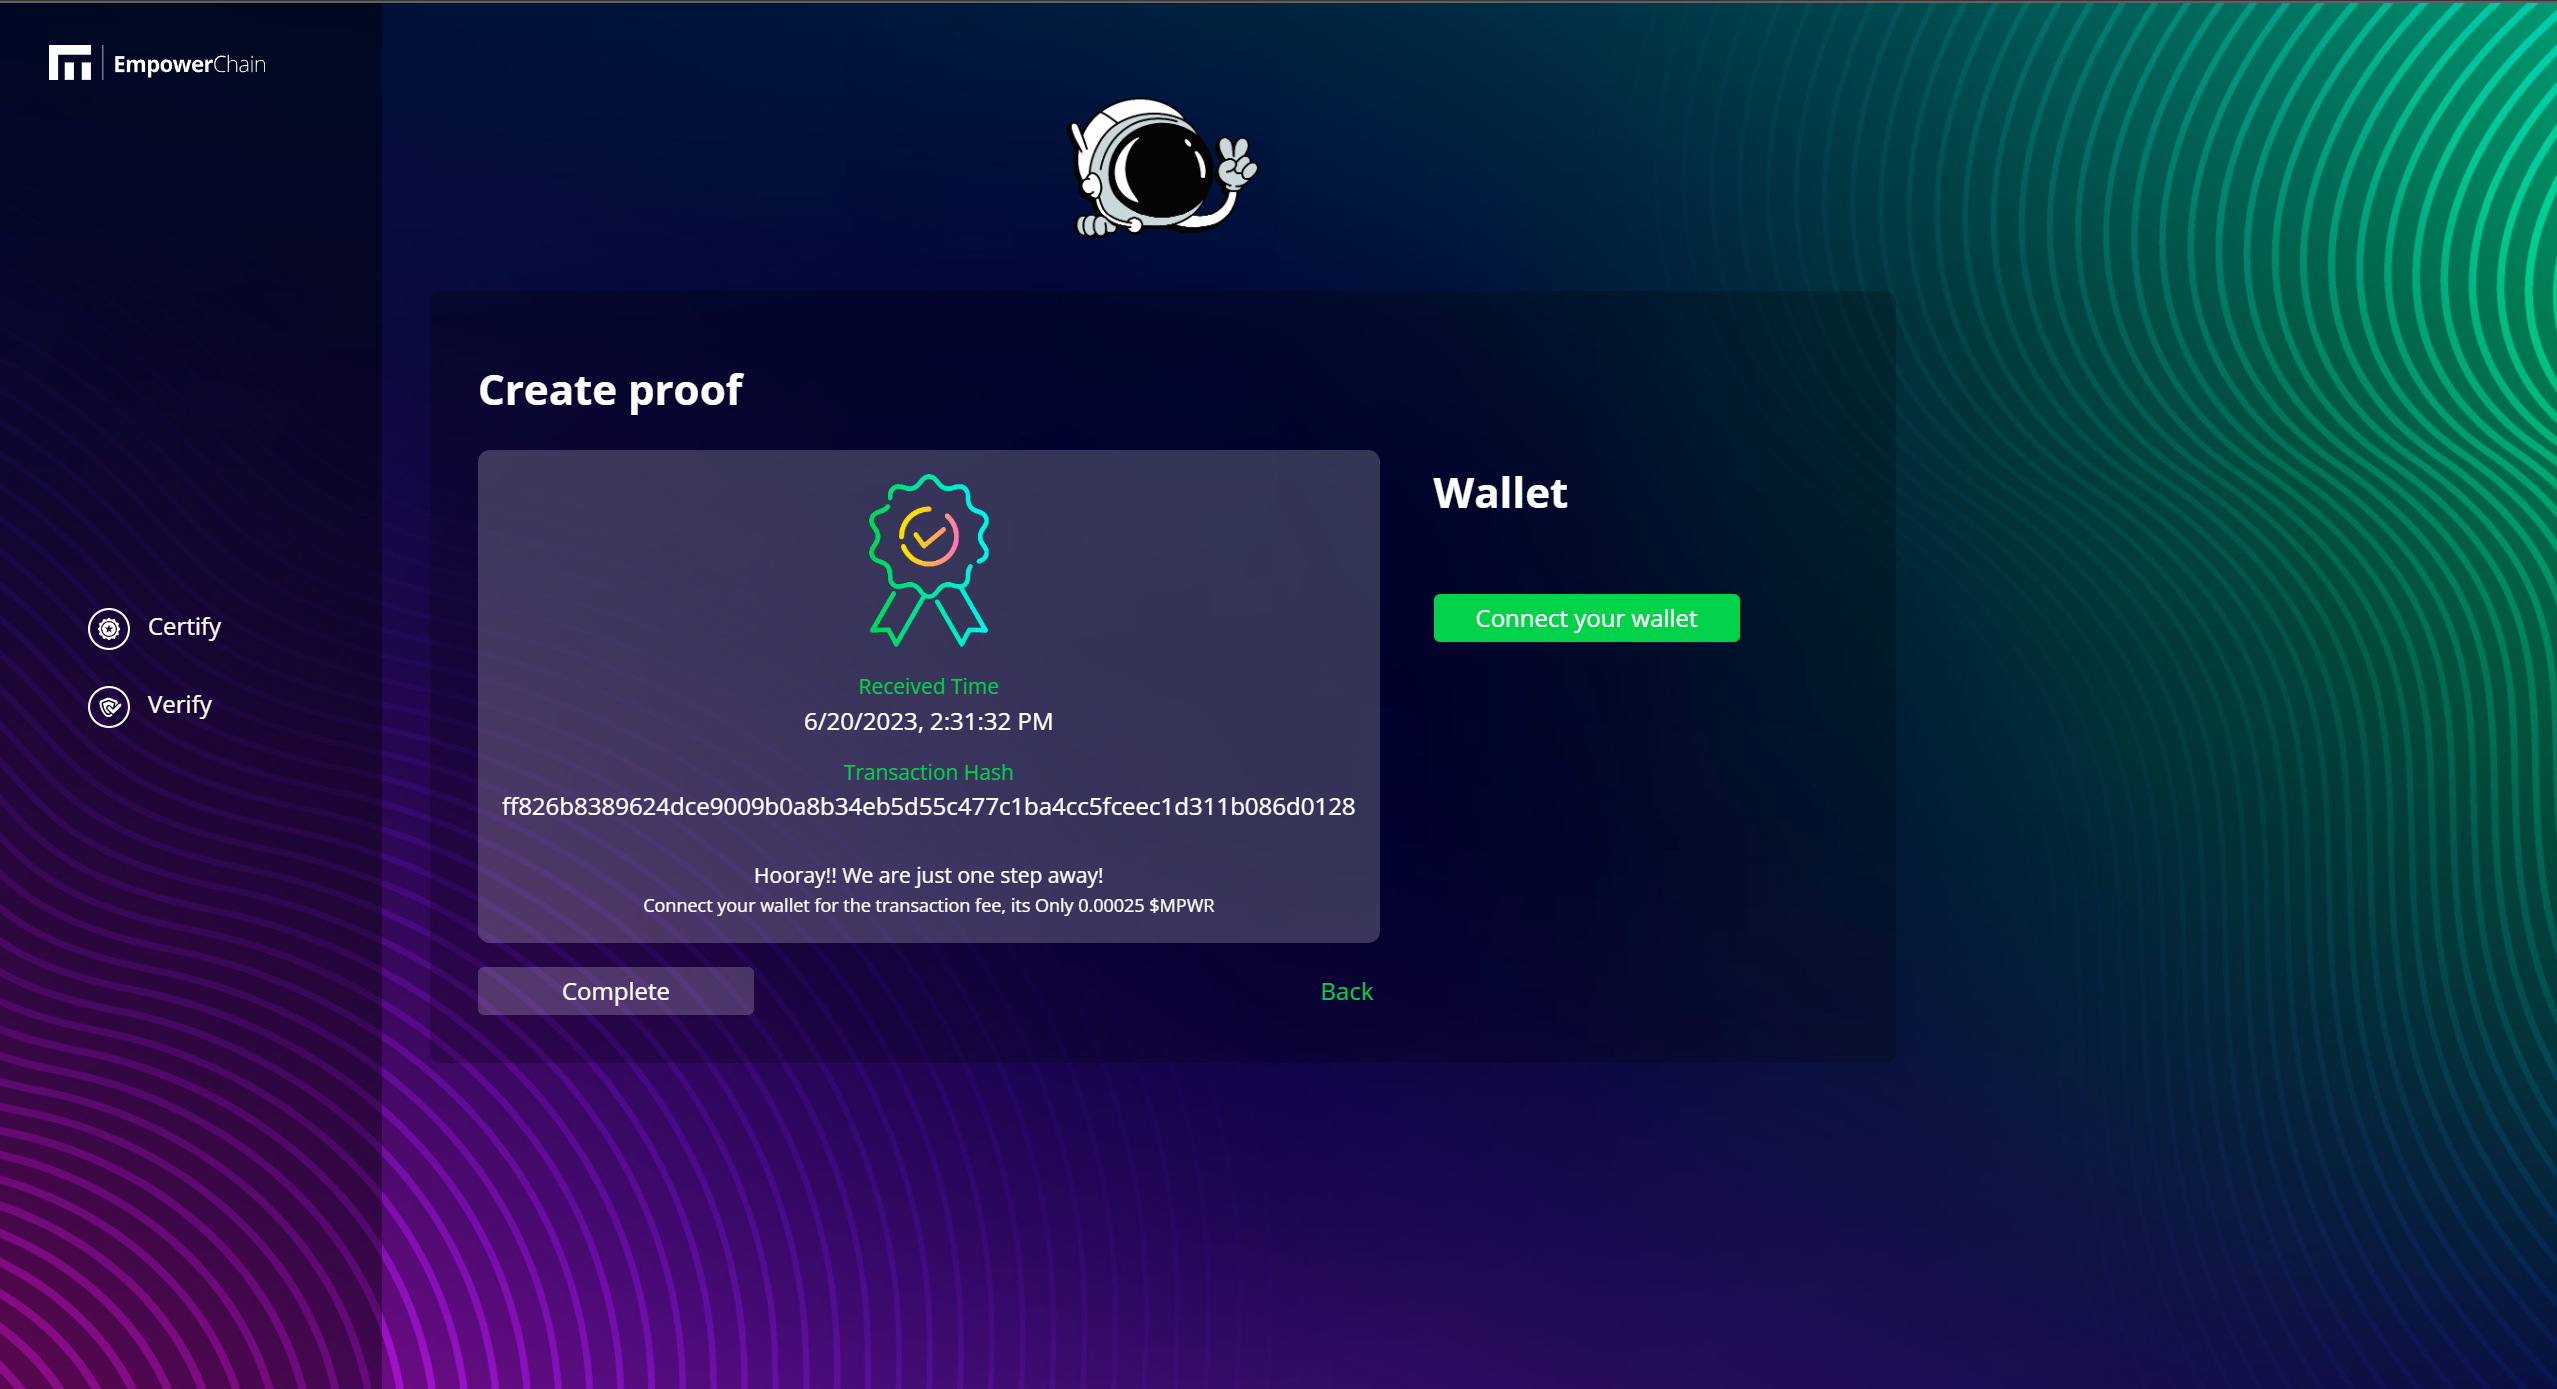 EmpowerChain
Certify
Verify
Create proof
Received Time
6/20/2023, 2:31:32 PM
Transaction Hash
ff826b8389624dce9009b0a8b34eb5d55c477c1ba4cc5fceec1d311b086d0128
Hooray!! We are just one step away!
Connect your wallet for the transaction fee, its Only 0.00025 $MPWR
Complete
Back
Wallet
Connect your wallet